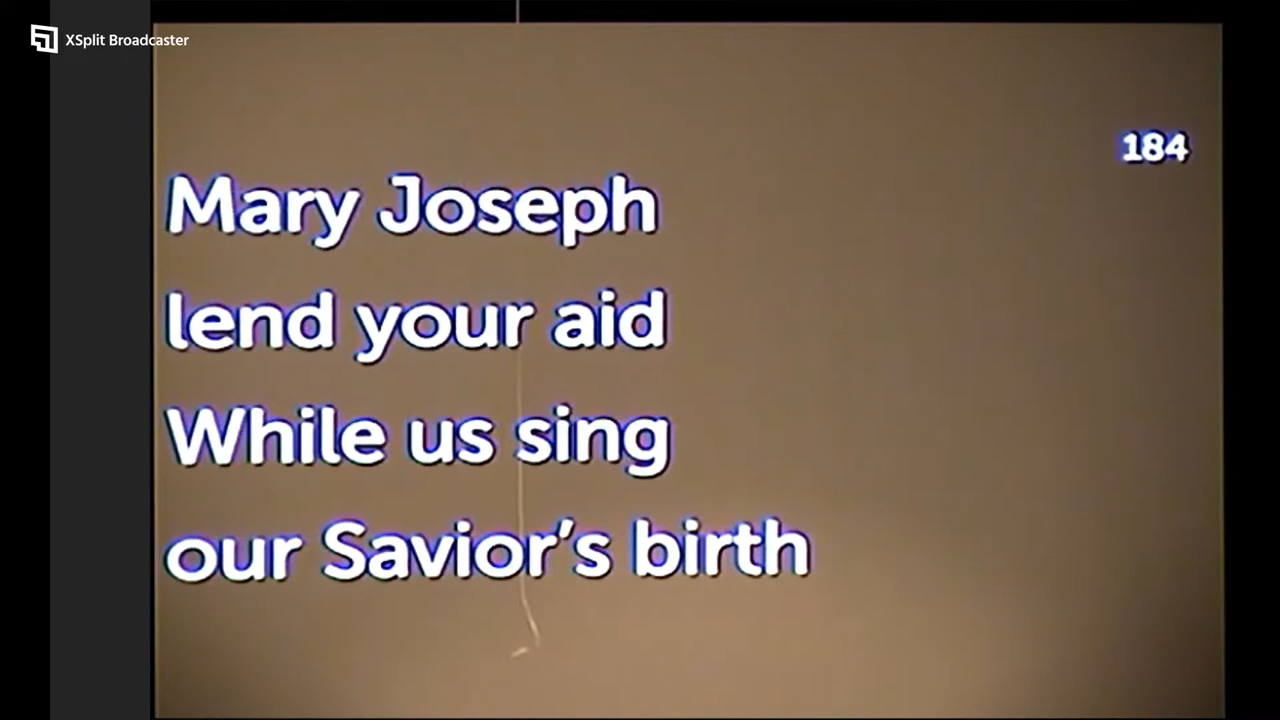 XSplit Broadcaster
184
Mary Joseph
lend your aid
While us sing
our Savior's birth